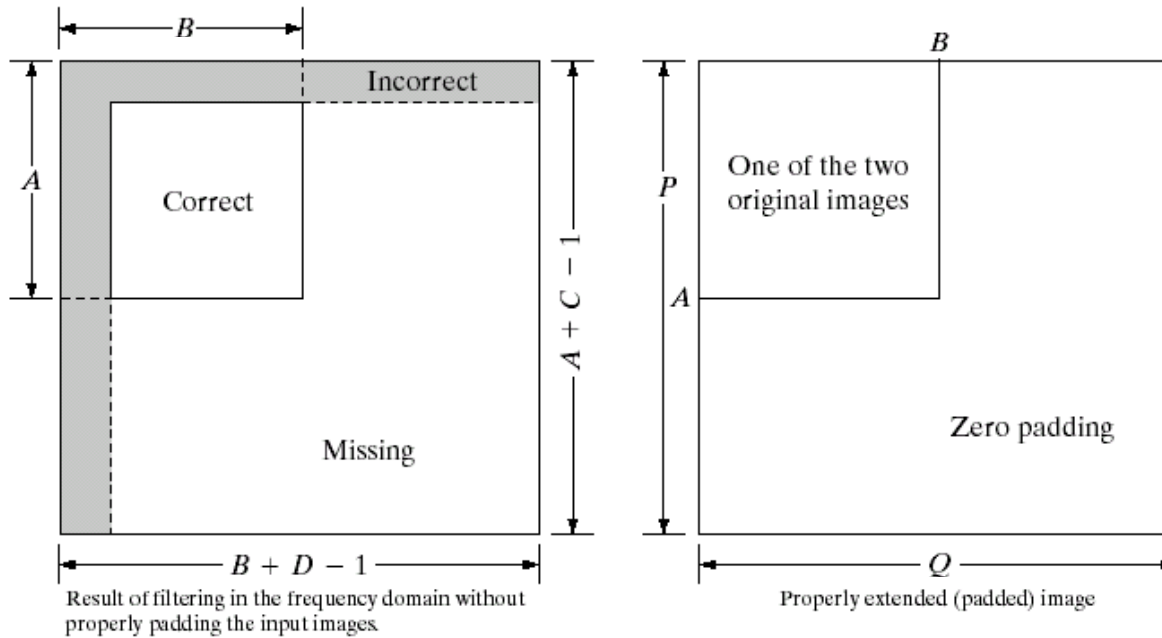 B
Incorrect
A
Correct
A + C − 1
Missing
B + D − 1
Result of filtering in the frequency domain without
properly padding the input images.
B
One of the two
original images
P
A
Zero padding
Q
Properly extended (padded) image